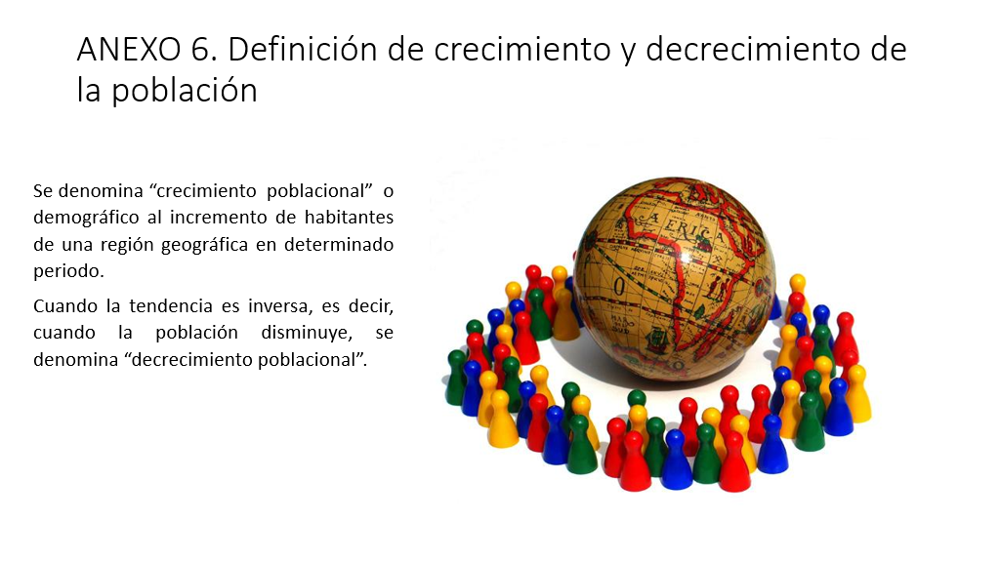 ANEXO 6. Definición de crecimiento y decrecimiento de
la población
Se denomina “crecimiento poblacional” o
demográfico al incremento de habitantes
de una región geográfica en determinado
periodo.
Cuando la tendencia es inversa, es decir,
cuando la población disminuye, se
denomina “decrecimiento poblacional”.